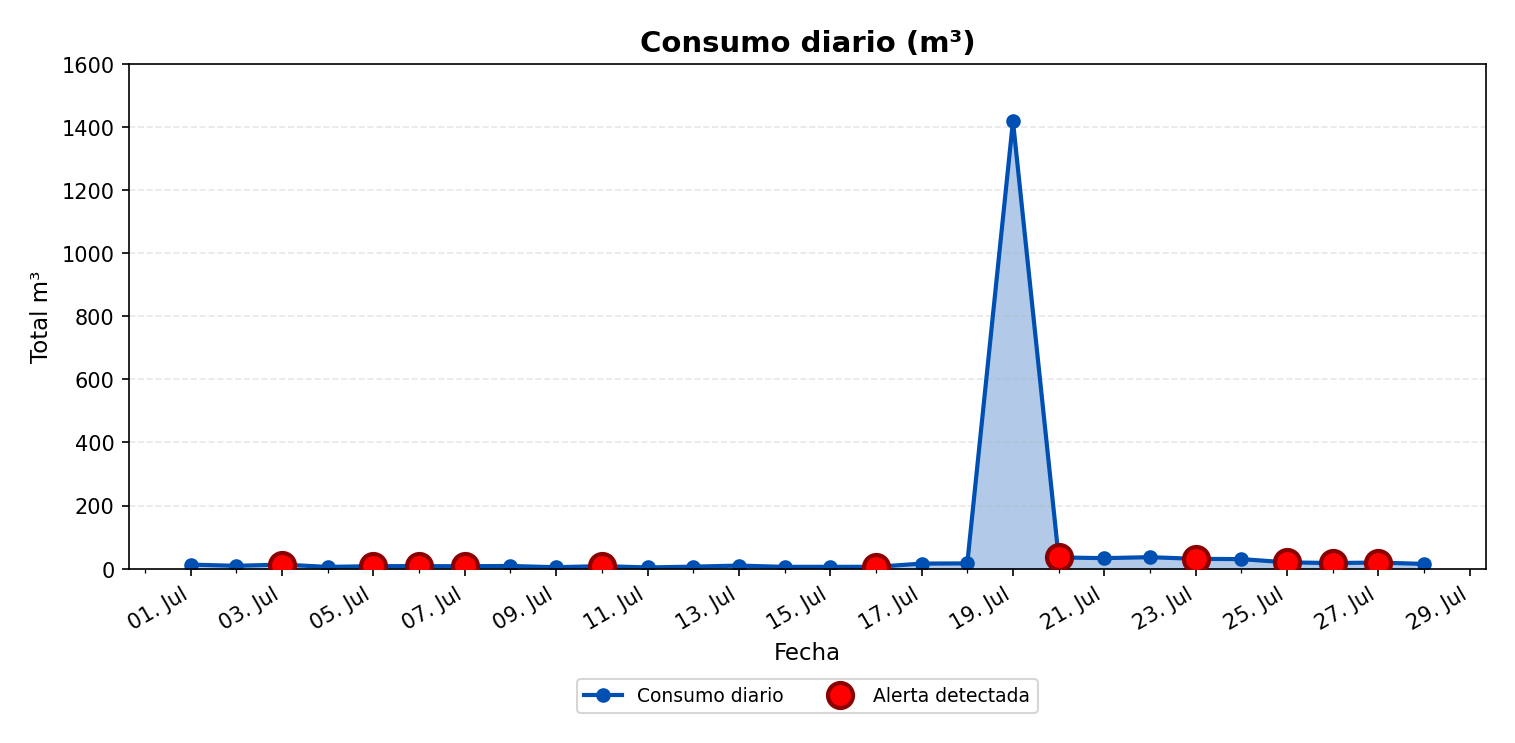 Consumo diario (m³)
1600
1400
1200
1000
800
600
400
200
0
Total m³
01. Jul
03. Jul
05. Jul
07. Jul
09. Jul
11. Jul
13. Jul
15. Jul
17. Jul
19. Jul
21. Jul
23. Jul
25. Jul
27. Jul
29. Jul
Fecha
Consumo diario
Alerta detectada